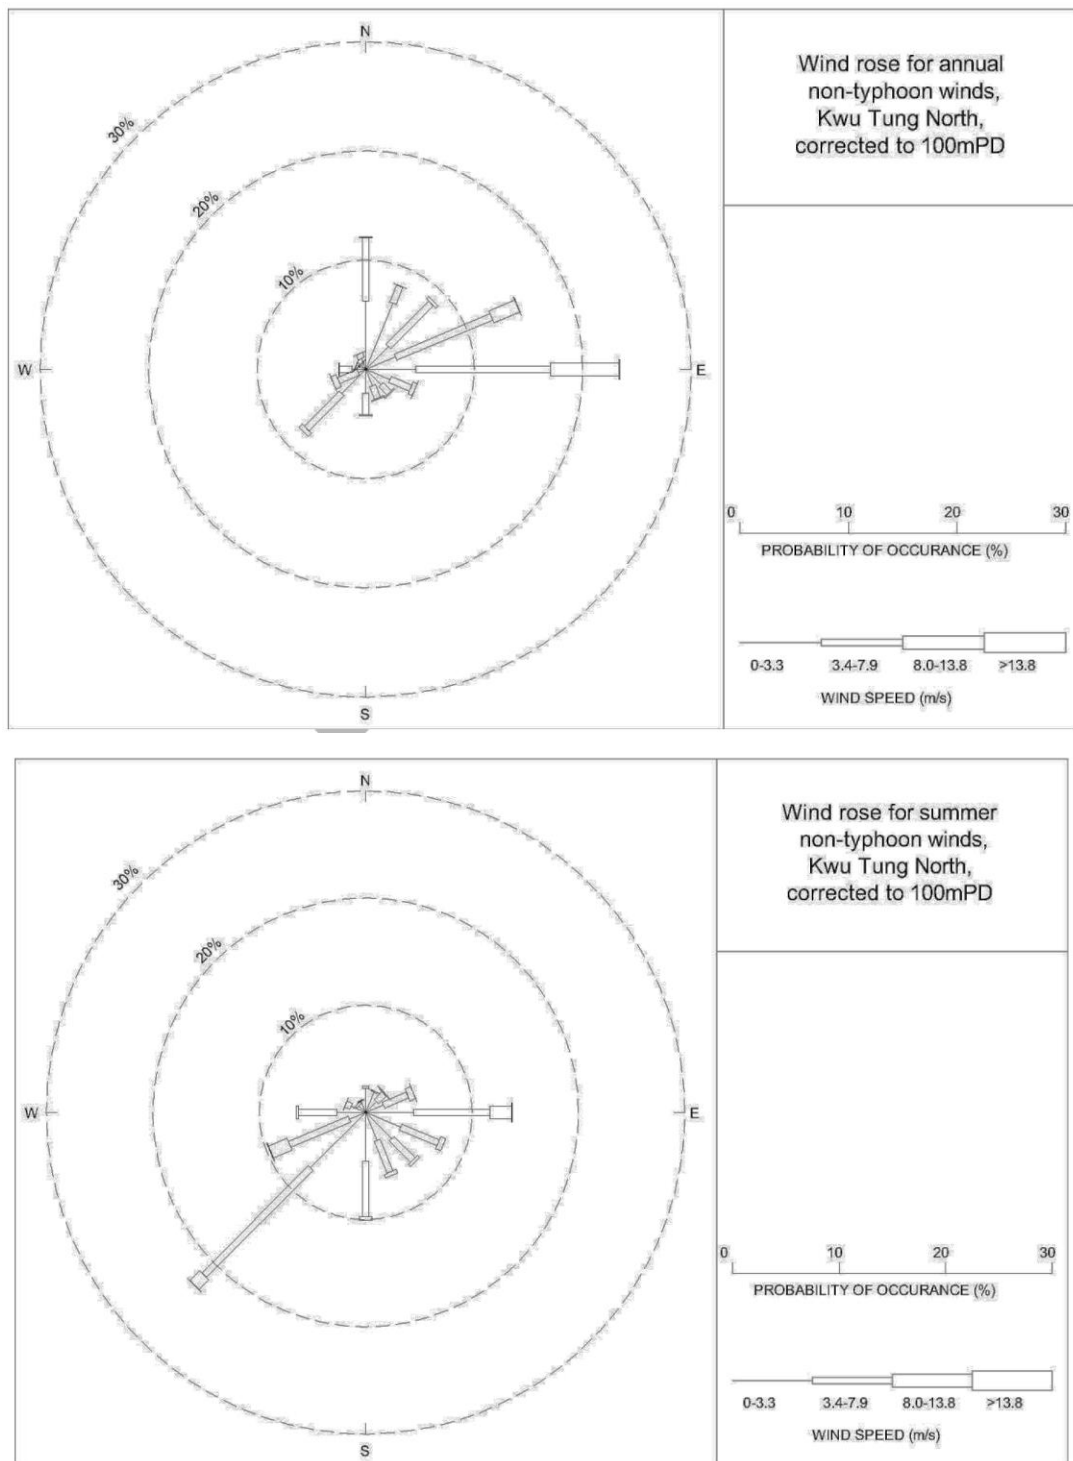 N
30%
20%
10%
W
E
S
Wind rose for annual
non-typhoon winds,
Kwu Tung North,
corrected to 100mPD
0 10 20 30
PROBABILITY OF OCCURANCE (%)
0-3.3 3.4-7.9 8.0-13.8 >13.8
WIND SPEED (m/s)
N
30%
20%
10%
W
E
S
Wind rose for summer
non-typhoon winds,
Kwu Tung North,
corrected to 100mPD
0 10 20 30
PROBABILITY OF OCCURANCE (%)
0-3.3 3.4-7.9 8.0-13.8 >13.8
WIND SPEED (m/s)